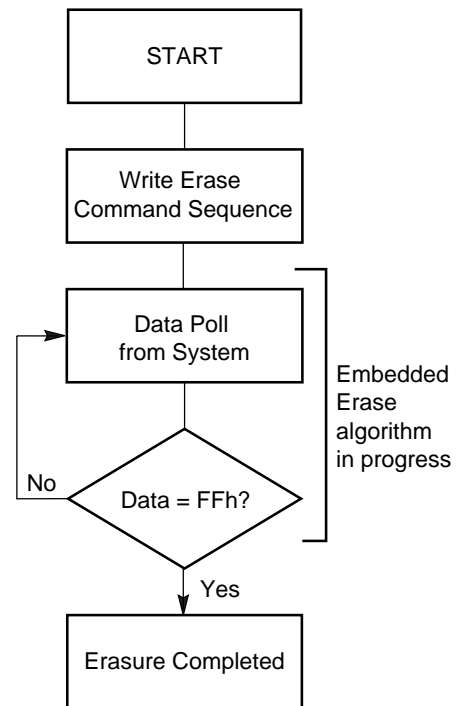 START
Write Erase
Command Sequence
Data Poll
from System
Embedded
Erase
algorithm
in progress
No
Data = FFh?
Yes
Erasure Completed